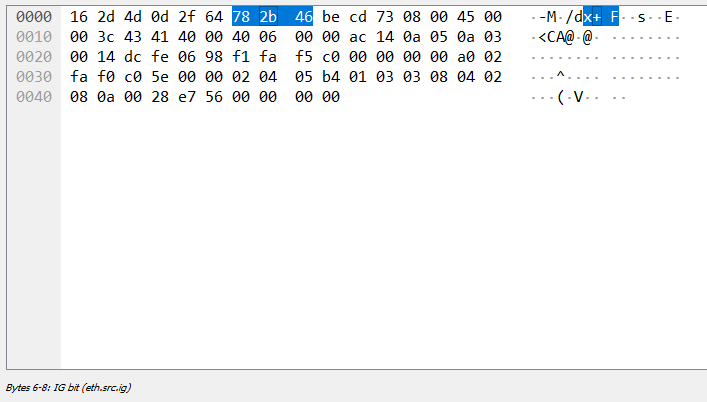 0000 16 2d 4d 0d 2f 64 78 2b 46 be cd 73 08 00 45 00 ·-M·/dx+F··s··E·
0010 00 3c 43 41 40 00 40 06 00 00 ac 14 0a 05 0a 03 ·<CA@·@· ········
0020 00 14 dc fe 06 98 f1 fa f5 c0 00 00 00 00 a0 02 ········ ········
0030 fa f0 c0 5e 00 00 02 04 05 b4 01 03 03 08 04 02 ···^···· ········
0040 08 0a 00 28 e7 56 00 00 00 00 ···(·V·· ··
Bytes 6-8: IG bit (eth.src.ig)